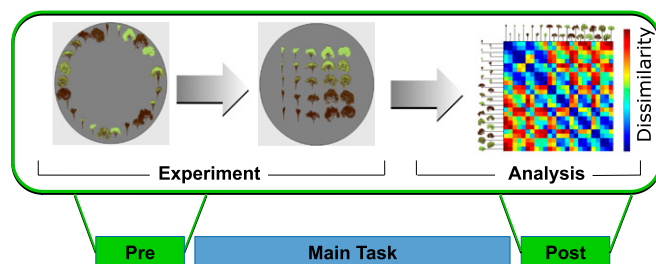 Dissimilarity
Experiment
Analysis
Pre
Main Task
Post